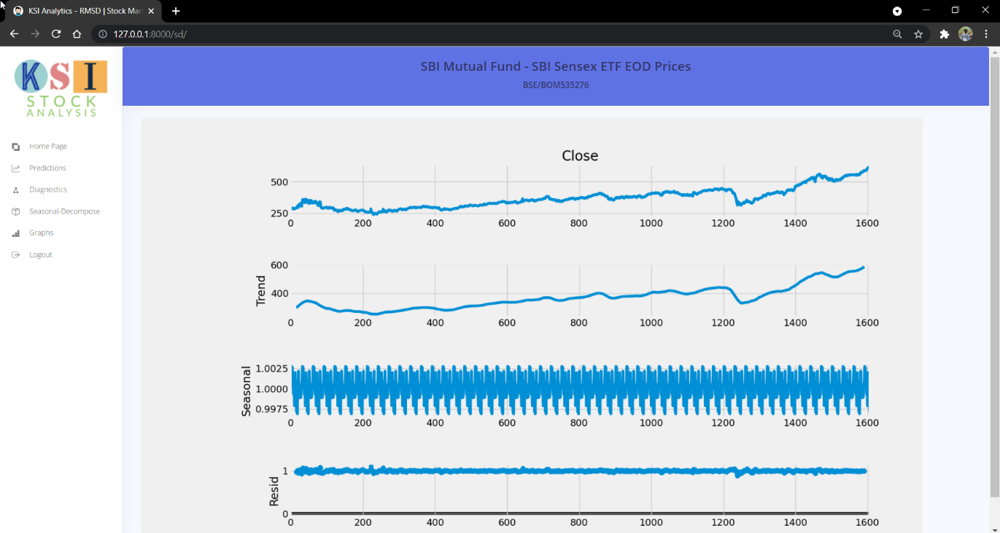 KSI Analytics - RMSD | Stock Mar
127.0.0.1:8000/sd/
KSI
STOCK
ANALYSIS
Home Page
Predictions
Diagnostics
Seasonal-Decompose
Graphs
Logout
SBI Mutual Fund - SBI Sensex ETF EOD Prices
BSE/BOM535276
Close
500
250
0 200 400 600 800 1000 1200 1400 1600
Trend
600
400
0 200 400 600 800 1000 1200 1400 1600
Seasonal
1.0025
1.0000
0.9975
0 200 400 600 800 1000 1200 1400 1600
Resid
1
0
0 200 400 600 800 1000 1200 1400 1600